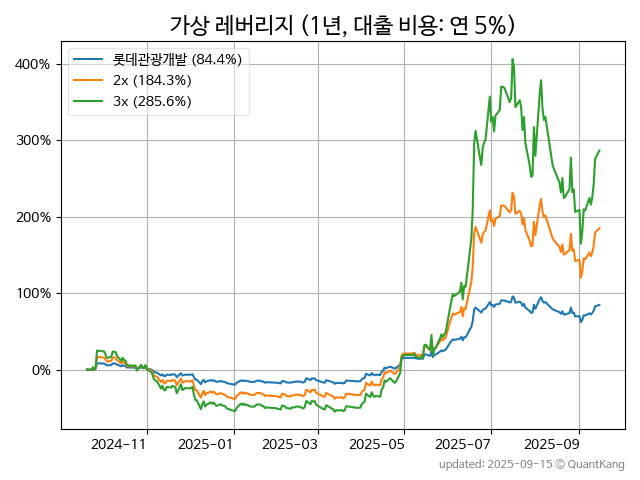 가상 레버리지 (1년, 대출 비용: 연 5%)
롯데관광개발 (84.4%)
2x (184.3%)
3x (285.6%)
400%
300%
200%
100%
0%
2024-11
2025-01
2025-03
2025-05
2025-07
2025-09
updated: 2025-09-15 © QuantKang